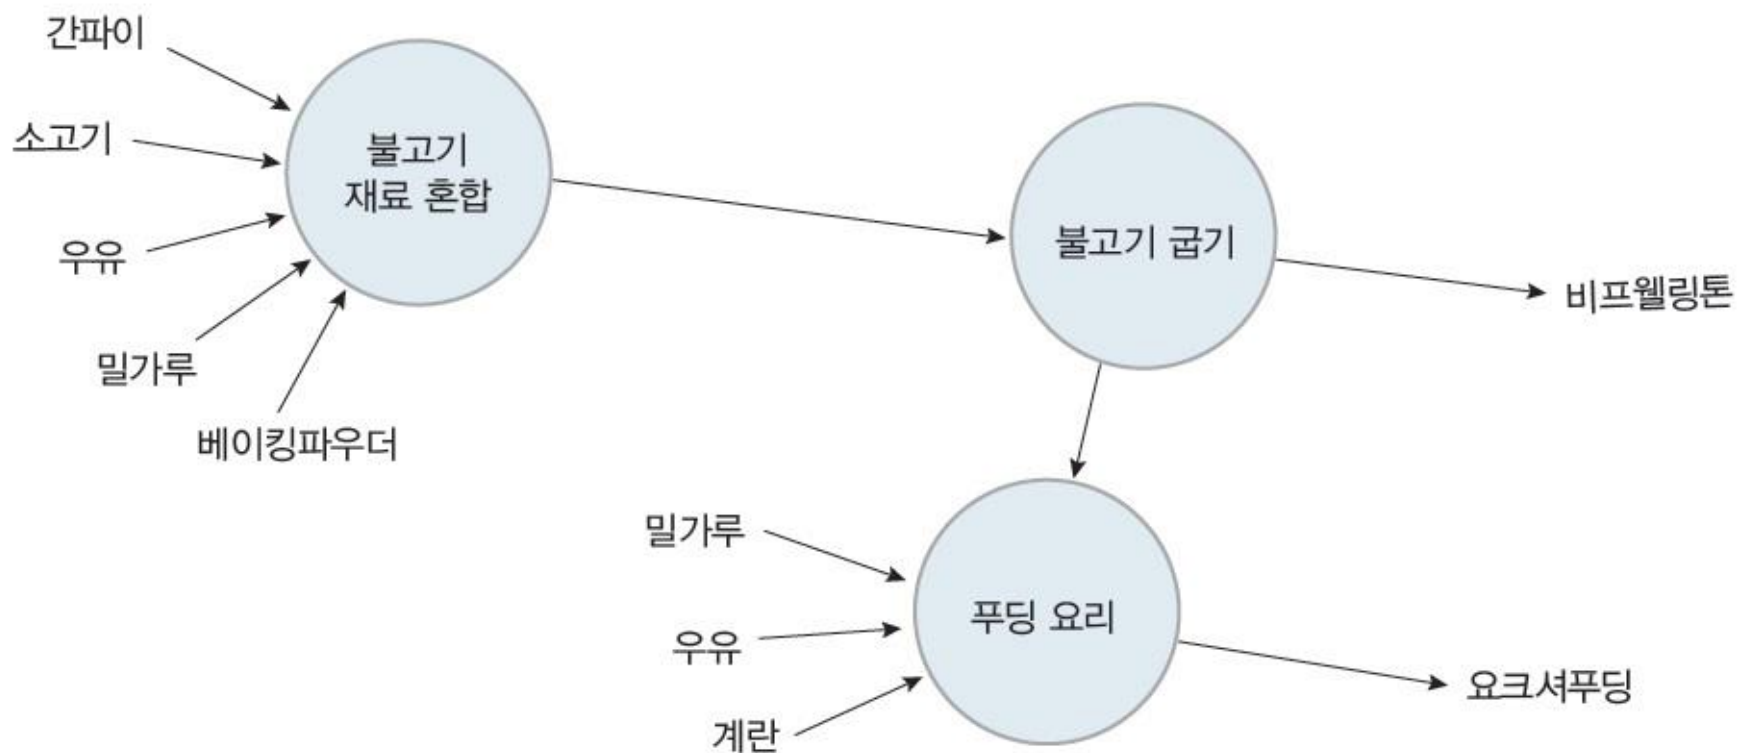 간파이
소고기
우유
밀가루
베이킹파우더
불고기
재료 혼합
불고기 굽기
비프웰링톤
밀가루
우유
계란
푸딩 요리
요크셔푸딩